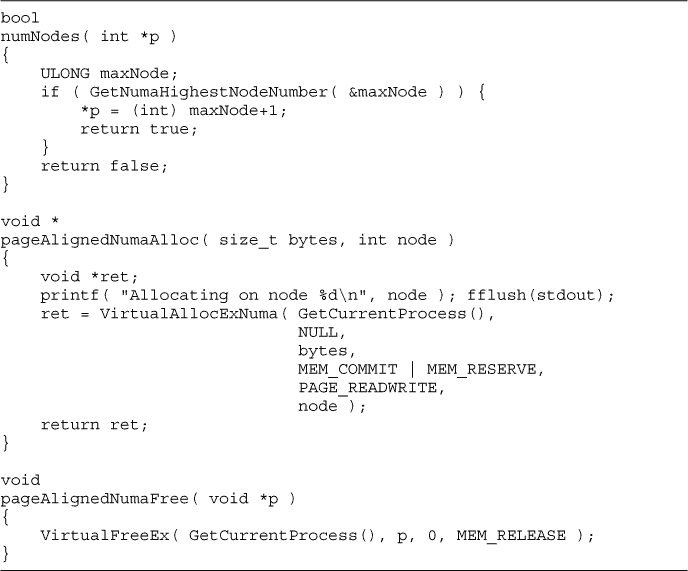 bool
numNodes( int *p )
{
    ULONG maxNode;
    if ( GetNumaHighestNodeNumber( &maxNode ) ) {
        *p = (int) maxNode+1;
        return true;
    }
    return false;
}

void *
pageAlignedNumaAlloc( size_t bytes, int node )
{
    void *ret;
    printf( "Allocating on node %d\n", node ); fflush(stdout);
    ret = VirtualAllocExNuma( GetCurrentProcess(),
                              NULL,
                              bytes,
                              MEM_COMMIT | MEM_RESERVE,
                              PAGE_READWRITE,
                              node );
    return ret;
}

void
pageAlignedNumaFree( void *p )
{
    VirtualFreeEx( GetCurrentProcess(), p, 0, MEM_RELEASE );
}